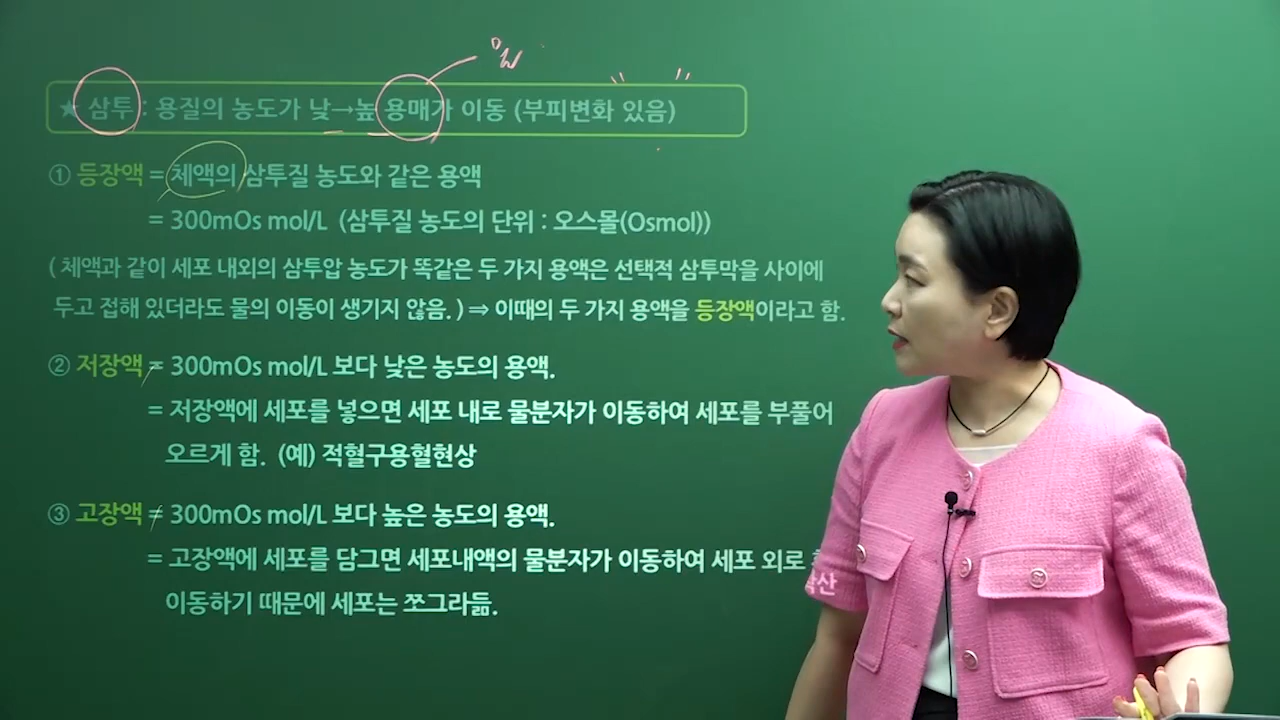 물
★ 삼투 : 용질의 농도가 낮→높 용매가 이동 (부피변화 있음)
① 등장액 = 체액의 삼투질 농도와 같은 용액
= 300mOs mol/L (삼투질 농도의 단위 : 오스몰(Osmol))
( 체액과 같이 세포 내외의 삼투압 농도가 똑같은 두 가지 용액은 선택적 삼투막을 사이에
두고 접해 있더라도 물의 이동이 생기지 않음. ) ⇒ 이때의 두 가지 용액을 등장액이라고 함.
② 저장액 = 300mOs mol/L 보다 낮은 농도의 용액.
= 저장액에 세포를 넣으면 세포 내로 물분자가 이동하여 세포를 부풀어
오르게 함. (예) 적혈구용혈현상
③ 고장액 = 300mOs mol/L 보다 높은 농도의 용액.
= 고장액에 세포를 담그면 세포내액의 물분자가 이동하여 세포 외로
이동하기 때문에 세포는 쪼그라듦.